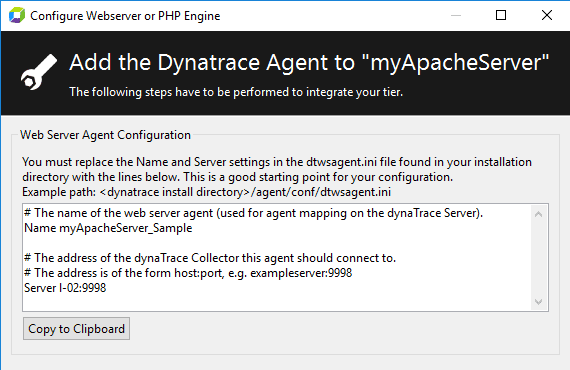 Configure Webserver or PHP Engine
Add the Dynatrace Agent to "myApacheServer"
The following steps have to be performed to integrate your tier.
Web Server Agent Configuration
You must replace the Name and Server settings in the dtwsagent.ini file found in your installation
directory with the lines below. This is a good starting point for your configuration.
Example path: <dynatrace install directory>/agent/conf/dtwsagent.ini
# The name of the web server agent (used for agent mapping on the dynaTrace Server).
Name myApacheServer_Sample
# The address of the dynaTrace Collector this agent should connect to.
# The address is of the form host:port, e.g. exampleserver:9998
Server I-02:9998
Copy to Clipboard